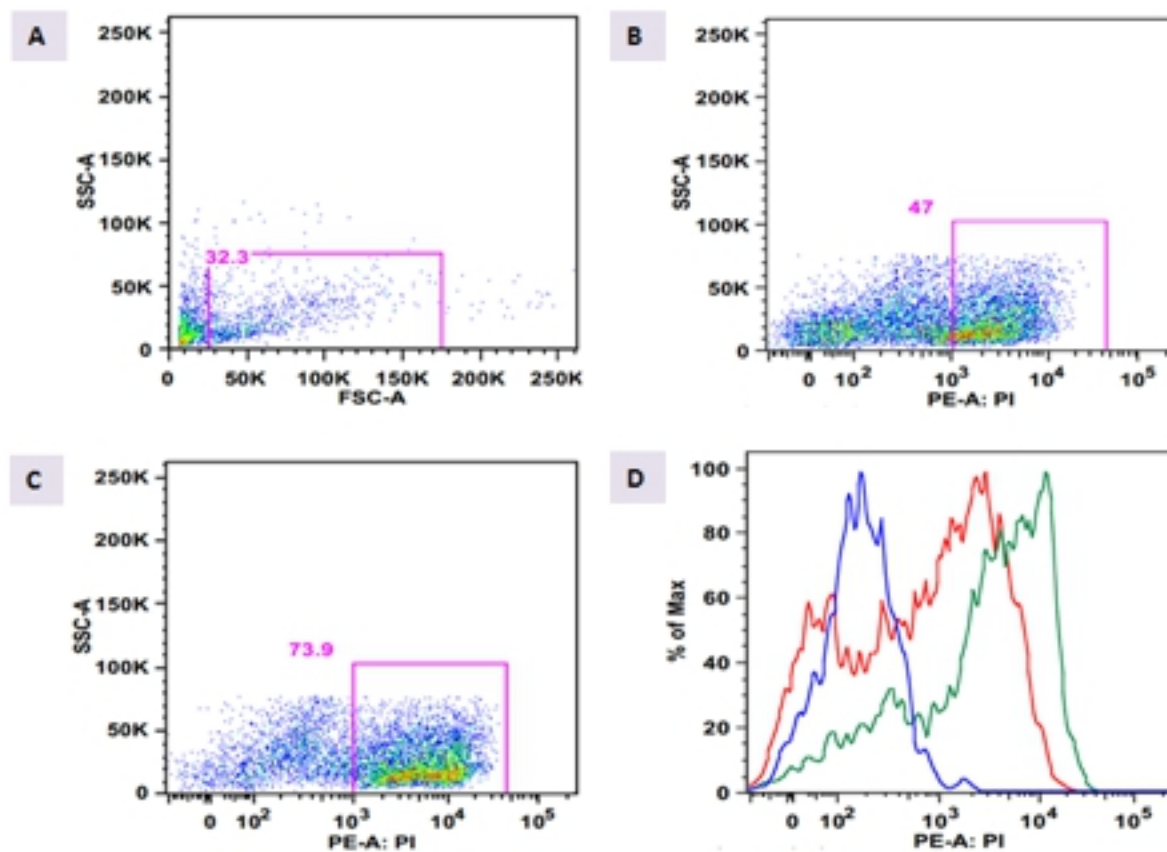 A
250K
200K
150K
100K
50K
0
SSC-A
32.3
0 50K 100K 150K 200K 250K
FSC-A
B
250K
200K
150K
100K
50K
0
SSC-A
47
0 10² 10³ 10⁴ 10⁵
PE-A: PI
C
250K
200K
150K
100K
50K
0
SSC-A
73.9
0 10² 10³ 10⁴ 10⁵
PE-A: PI
D
100
80
60
40
20
0
% of Max
0 10² 10³ 10⁴ 10⁵
PE-A: PI